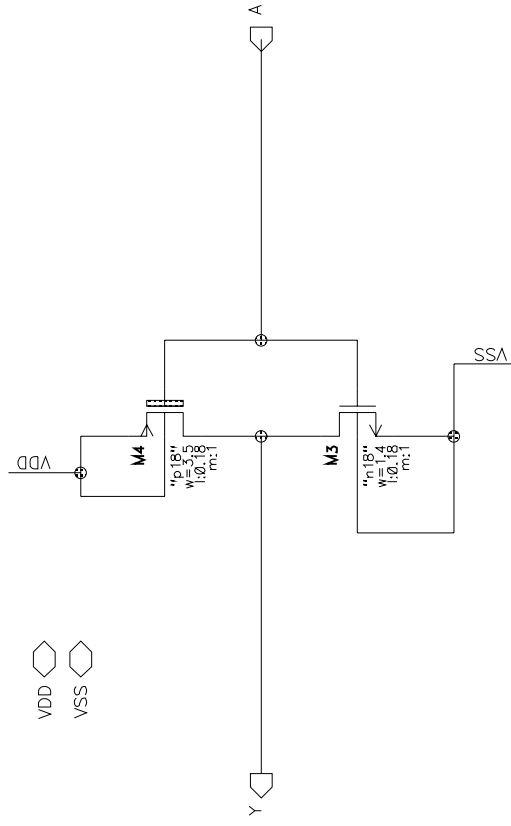 A
VDD
M4
"p18"
w=3.5
l:0.18
m:1
M3
"n18"
w=1.4
l:0.18
m:1
VSS
VDD
VSS
Y